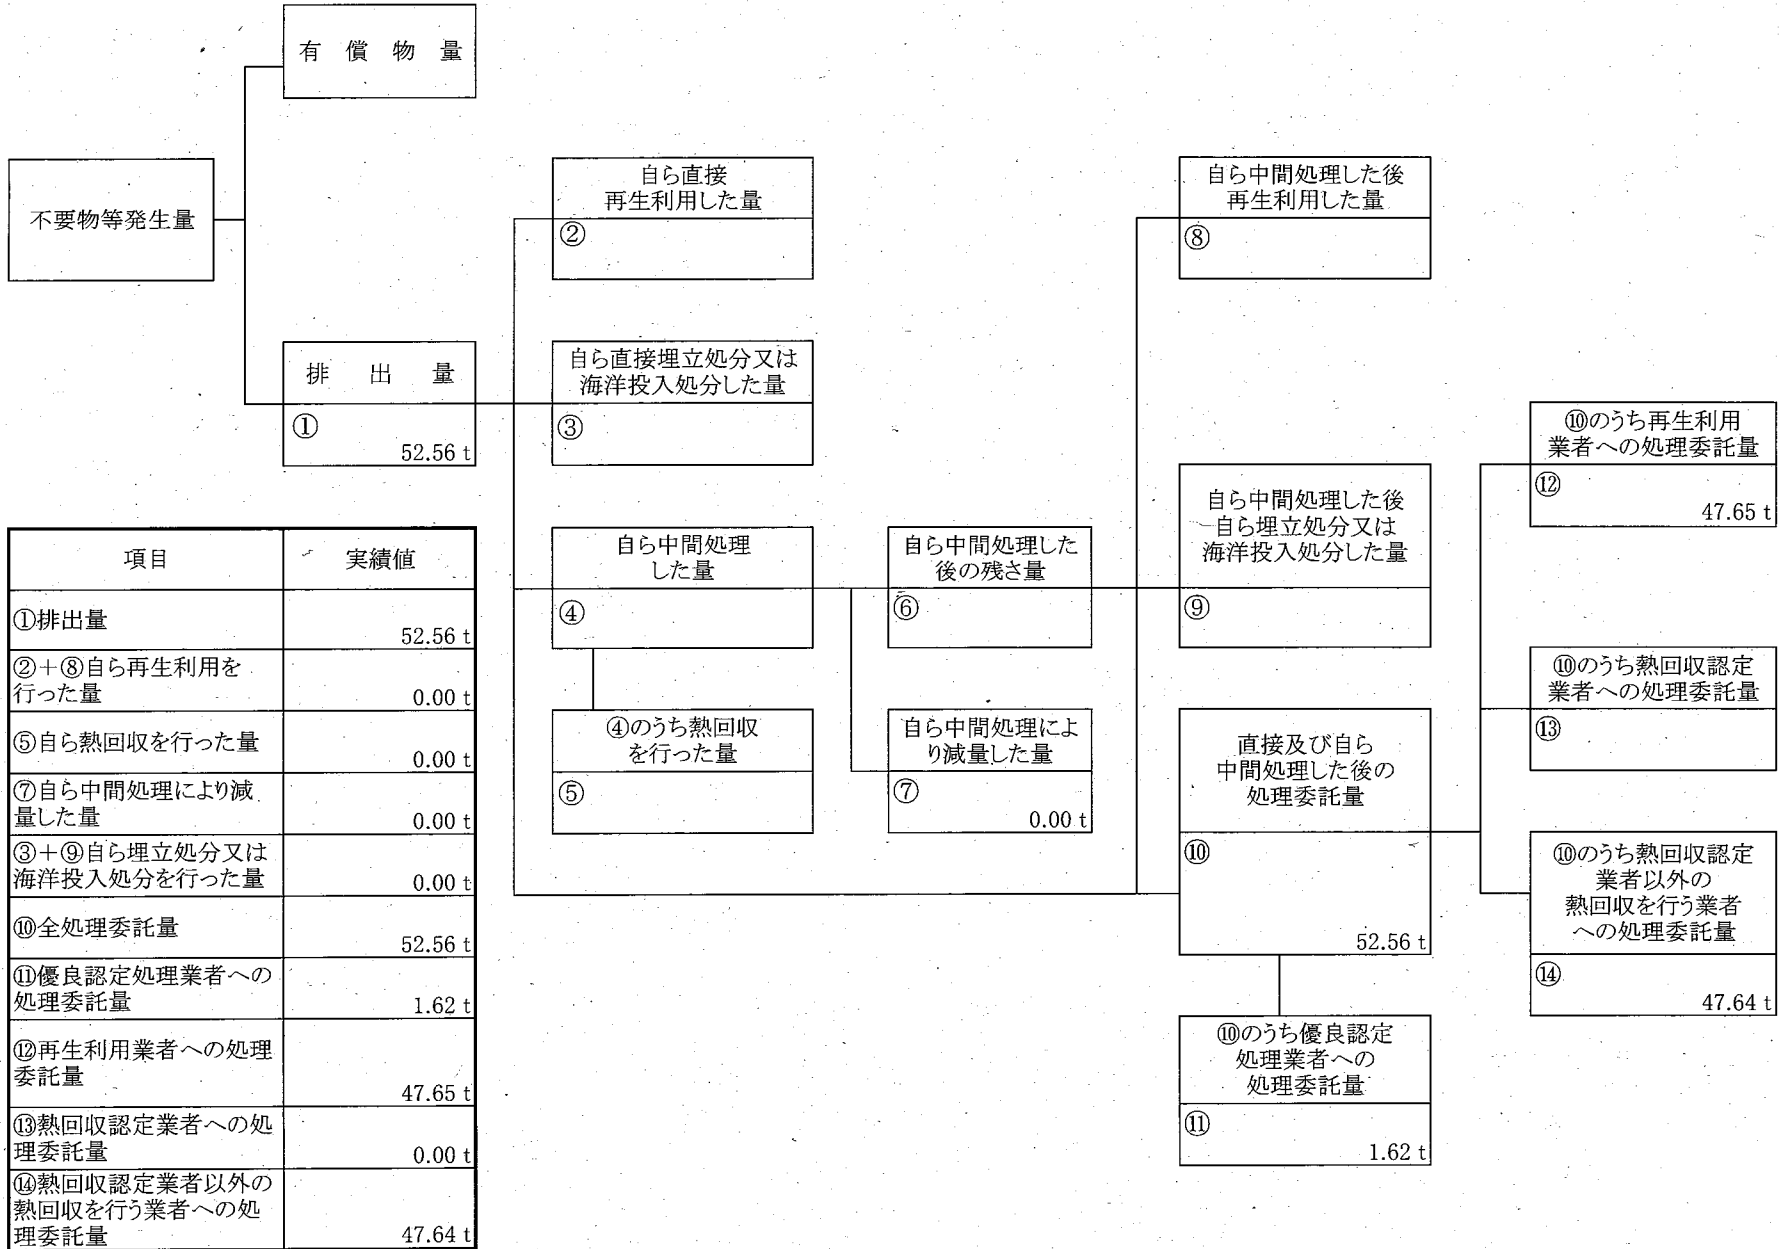 有償物量
不要物等発生量
排出量
①
52.56 t
自ら直接
再生利用した量
②
自ら直接埋立処分又は
海洋投入処分した量
③
自ら中間処理
した量
④
④のうち熱回収
を行った量
⑤
自ら中間処理した
後の残さ量
⑥
自ら中間処理によ
り減量した量
⑦
0.00 t
自ら中間処理した後
再生利用した量
⑧
自ら中間処理した後
自ら埋立処分又は
海洋投入処分した量
⑨
直接及び自ら
中間処理した後の
処理委託量
⑩
52.56 t
⑩のうち優良認定
処理業者への
処理委託量
⑪
1.62 t
⑩のうち再生利用
業者への処理委託量
⑫
47.65 t
⑩のうち熱回収認定
業者への処理委託量
⑬
⑩のうち熱回収認定
業者以外の
熱回収を行う業者
への処理委託量
⑭
47.64 t
項目 実績値
①排出量
52.56 t
②+⑧自ら再生利用を
行った量
0.00 t
⑤自ら熱回収を行った量
0.00 t
⑦自ら中間処理により減
量した量
0.00 t
③+⑨自ら埋立処分又は
海洋投入処分を行った量
0.00 t
⑩全処理委託量
52.56 t
⑪優良認定処理業者への
処理委託量
1.62 t
⑫再生利用業者への処理
委託量
47.65 t
⑬熱回収認定業者への処
理委託量
0.00 t
⑭熱回収認定業者以外の
熱回収を行う業者への処
理委託量
47.64 t